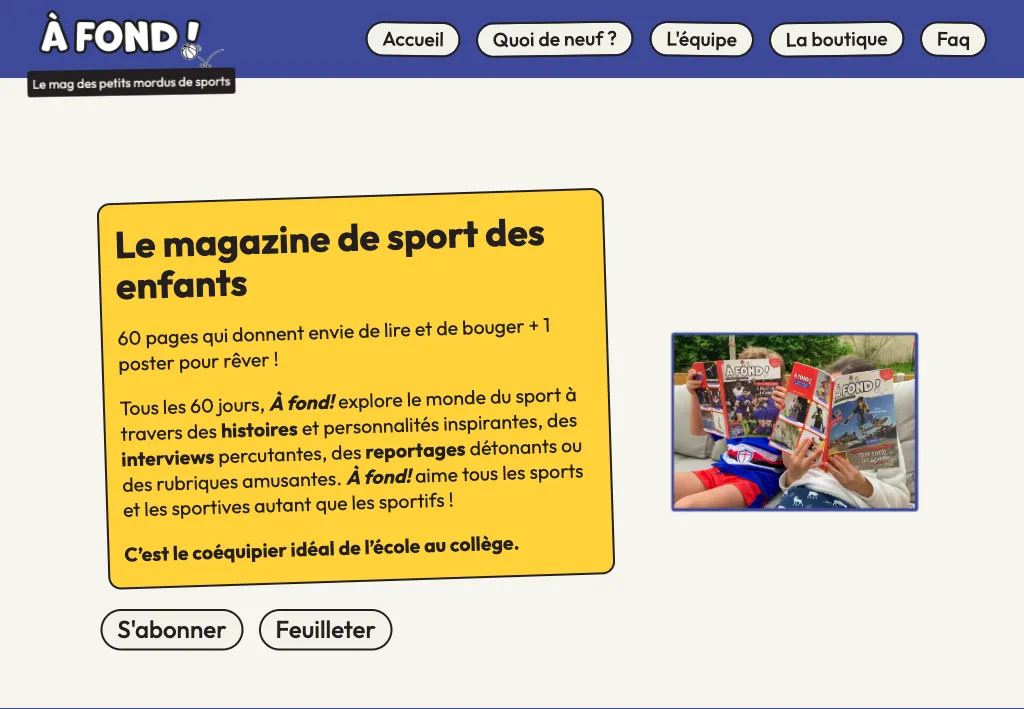 À FOND !
Le mag des petits mordus de sports
Accueil
Quoi de neuf ?
L'équipe
La boutique
Faq
Le magazine de sport des
enfants
60 pages qui donnent envie de lire et de bouger + 1
poster pour rêver !
Tous les 60 jours, À fond! explore le monde du sport à
travers des histoires et personnalités inspirantes, des
interviews percutantes, des reportages détonants ou
des rubriques amusantes. À fond! aime tous les sports
et les sportives autant que les sportifs !
C’est le coéquipier idéal de l’école au collège.
À FOND !
À FOND !
À FOND !
S'abonner
Feuilleter